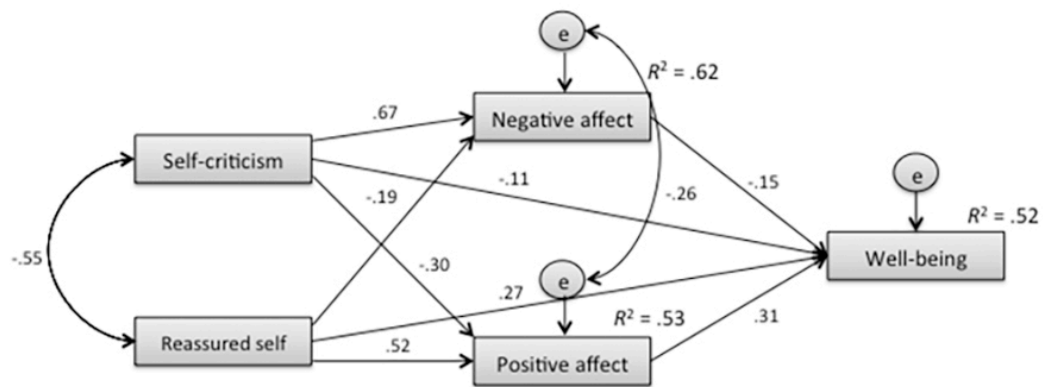 e
R² = .62
Negative affect
.67
Self-criticism
e
-.19
-.11
-.26
-.15
R² = .52
Well-being
-.55
-.30
e
.27
R² = .53
.31
Reassured self
.52
Positive affect